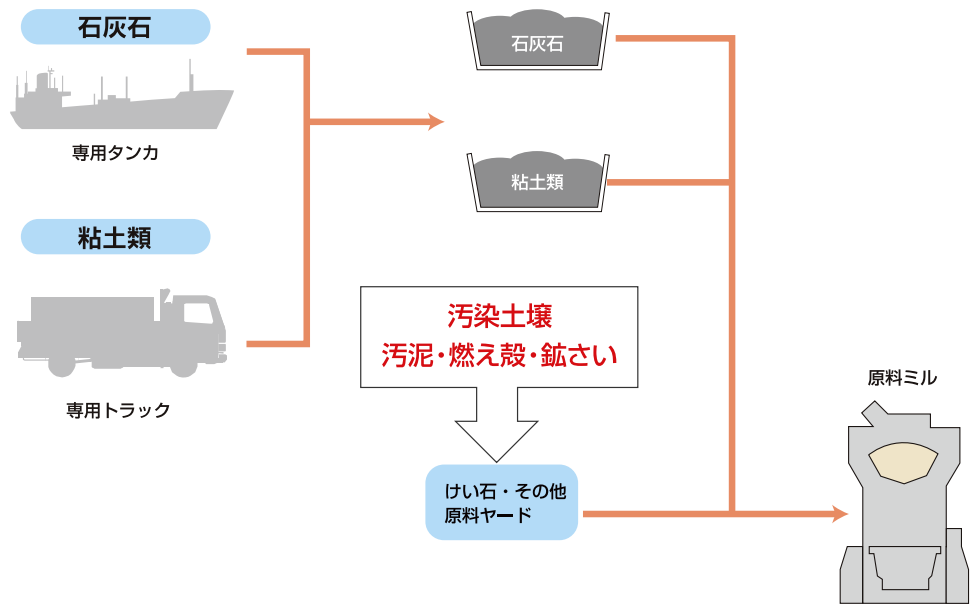 石灰石
専用タンカ
粘土類
専用トラック
石灰石
粘土類
汚染土壌
汚泥・燃え殻・鉱さい
けい石・その他
原料ヤード
原料ミル